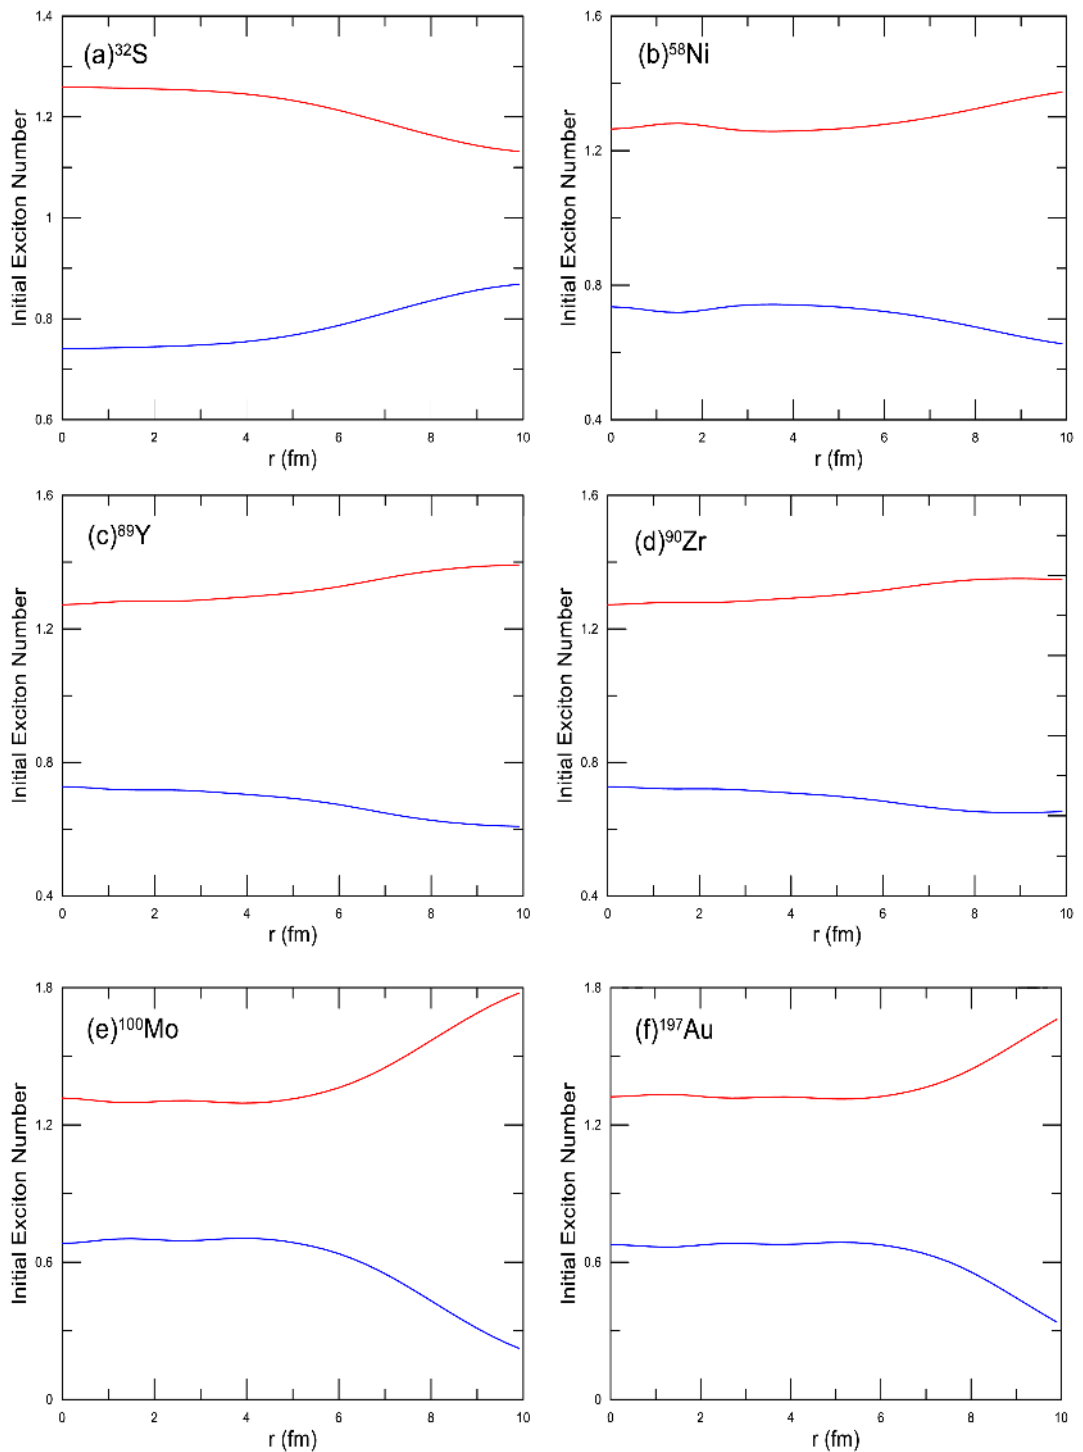 (a)³²S
Initial Exciton Number
1.4
1.2
1
0.8
0.6
0 2 4 6 8 10
r (fm)
(b)⁵⁸Ni
Initial Exciton Number
1.6
1.2
0.8
0.4
0 2 4 6 8 10
r (fm)
(c)⁸⁹Y
Initial Exciton Number
1.6
1.2
0.8
0.4
0 2 4 6 8 10
r (fm)
(d)⁹⁰Zr
Initial Exciton Number
0 2 4 6 8 10
1.6
1.2
0.8
0.4
r (fm)
(e)¹⁰⁰Mo
Initial Exciton Number
1.8
1.2
0.6
0
0 2 4 6 8 10
r (fm)
(f)¹⁹⁷Au
Initial Exciton Number
1.8
1.2
0.6
0
0 2 4 6 8 10
r (fm)